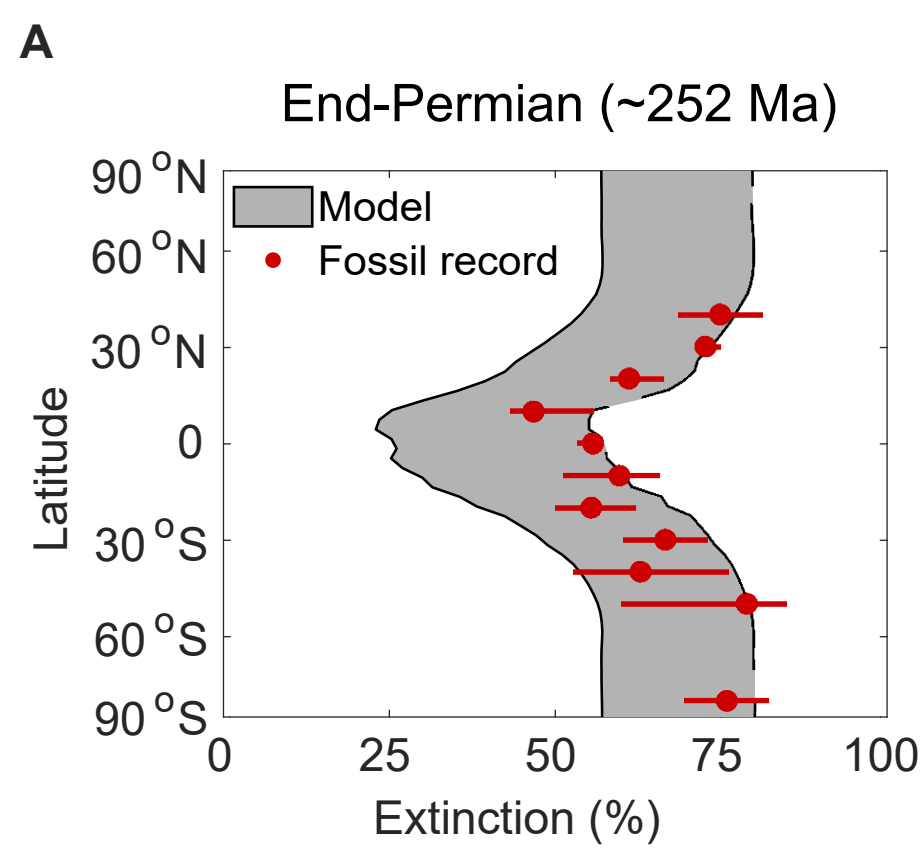 A
End-Permian (~252 Ma)
90 °N
Model
60 °N
Fossil record
30 °N
0
30 °S
60 °S
90 °S
Latitude
0 25 50 75 100
Extinction (%)